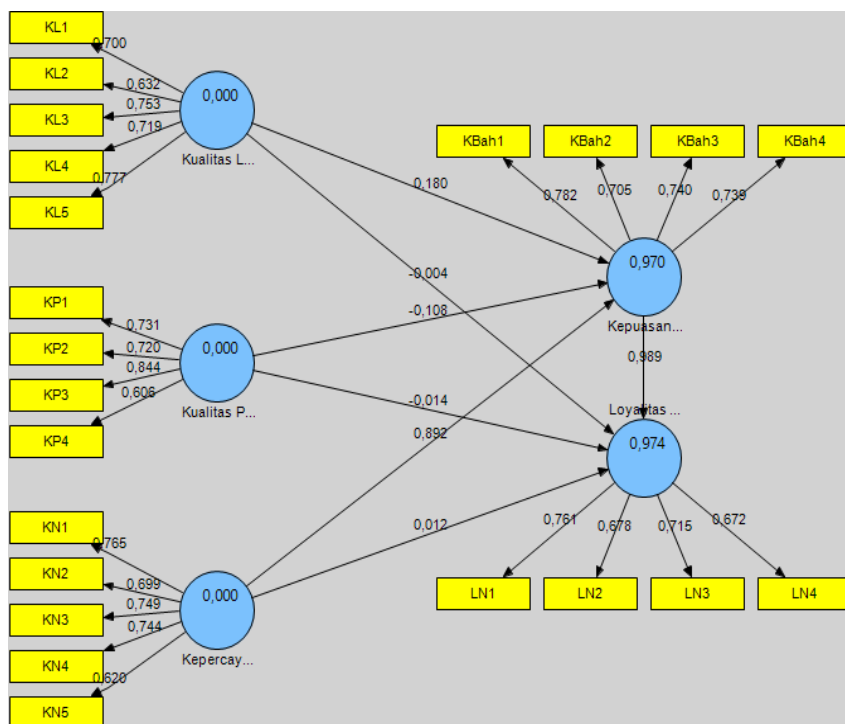 KL1
0,700
KL2
0,632
KL3
0,753
KL4
0,719
KL5
0,777
0,000
Kualitas L...
KP1
0,731
KP2
0,720
KP3
0,844
KP4
0,606
0,000
Kualitas P...
KN1
0,765
KN2
0,699
KN3
0,749
KN4
0,744
KN5
0,620
0,000
Kepercay...
0,180
-0,004
-0,108
-0,014
0,892
0,012
KBah1
KBah2
KBah3
KBah4
0,782
0,705
0,740
0,739
0,970
Kepuasan...
0,989
Loyalitas ...
0,974
0,761
0,678
0,715
0,672
LN1
LN2
LN3
LN4